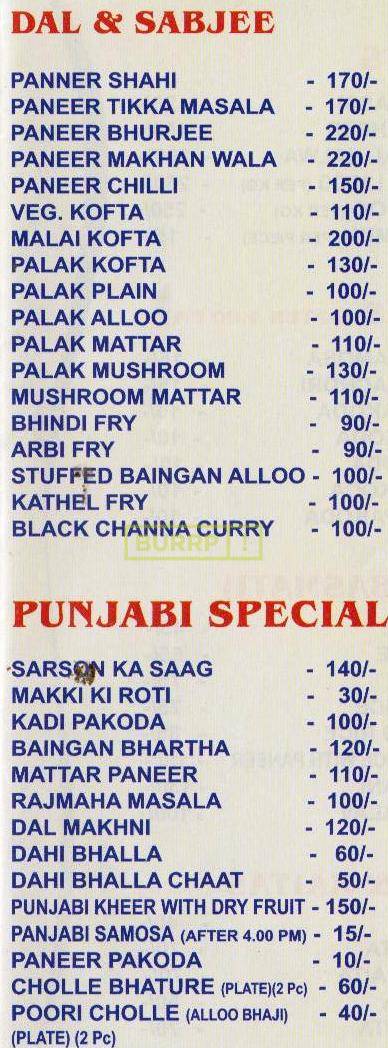 DAL & SABJEE
PANNER SHAHI - 170/-
PANEER TIKKA MASALA - 170/-
PANEER BHURJEE - 220/-
PANEER MAKHAN WALA - 220/-
PANEER CHILLI - 150/-
VEG. KOFTA - 110/-
MALAI KOFTA - 200/-
PALAK KOFTA - 130/-
PALAK PLAIN - 100/-
PALAK ALLOO - 100/-
PALAK MATTAR - 110/-
PALAK MUSHROOM - 130/-
MUSHROOM MATTAR - 110/-
BHINDI FRY - 90/-
ARBI FRY - 90/-
STUFFED BAINGAN ALLOO - 100/-
KATHEL FRY - 100/-
BLACK CHANNA CURRY - 100/-
BURRP!
PUNJABI SPECIAL
SARSON KA SAAG - 140/-
MAKKI KI ROTI - 30/-
KADI PAKODA - 100/-
BAINGAN BHARTHA - 120/-
MATTAR PANEER - 110/-
RAJMAHA MASALA - 100/-
DAL MAKHNI - 120/-
DAHI BHALLA - 60/-
DAHI BHALLA CHAAT - 50/-
PUNJABI KHEER WITH DRY FRUIT - 150/-
PANJABI SAMOSA (AFTER 4.00 PM) - 15/-
PANEER PAKODA - 10/-
CHOLLE BHATURE (PLATE)(2 Pc) - 60/-
POORI CHOLLE (ALLOO BHAJI) - 40/-
(PLATE) (2 Pc)